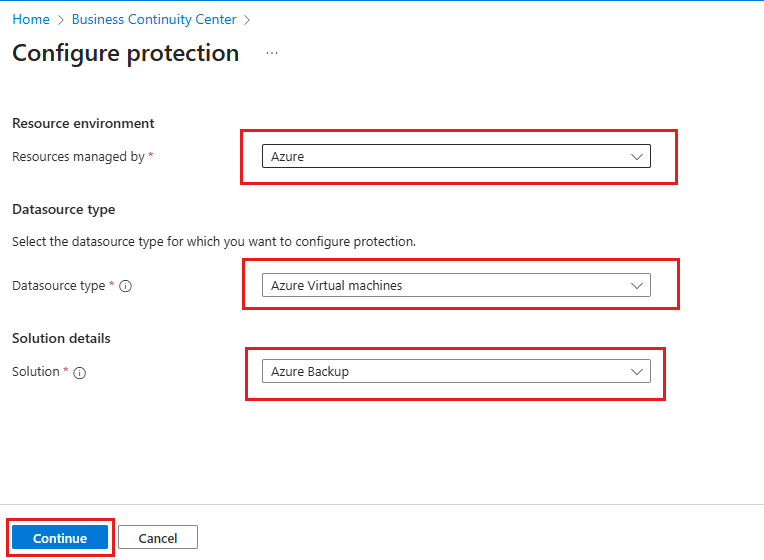 Home > Business Continuity Center >
Configure protection ...
Resource environment
Resources managed by * Azure
Datasource type
Select the datasource type for which you want to configure protection.
Datasource type * Azure Virtual machines
Solution details
Solution * Azure Backup
Continue Cancel